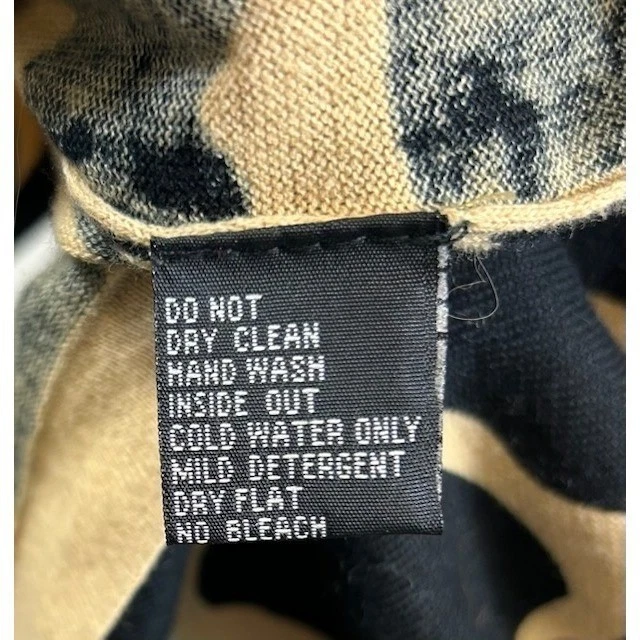 DO NOT
DRY CLEAN
HAND WASH
INSIDE OUT
COLD WATER ONLY
MILD DETERGENT
DRY FLAT
NO BLEACH